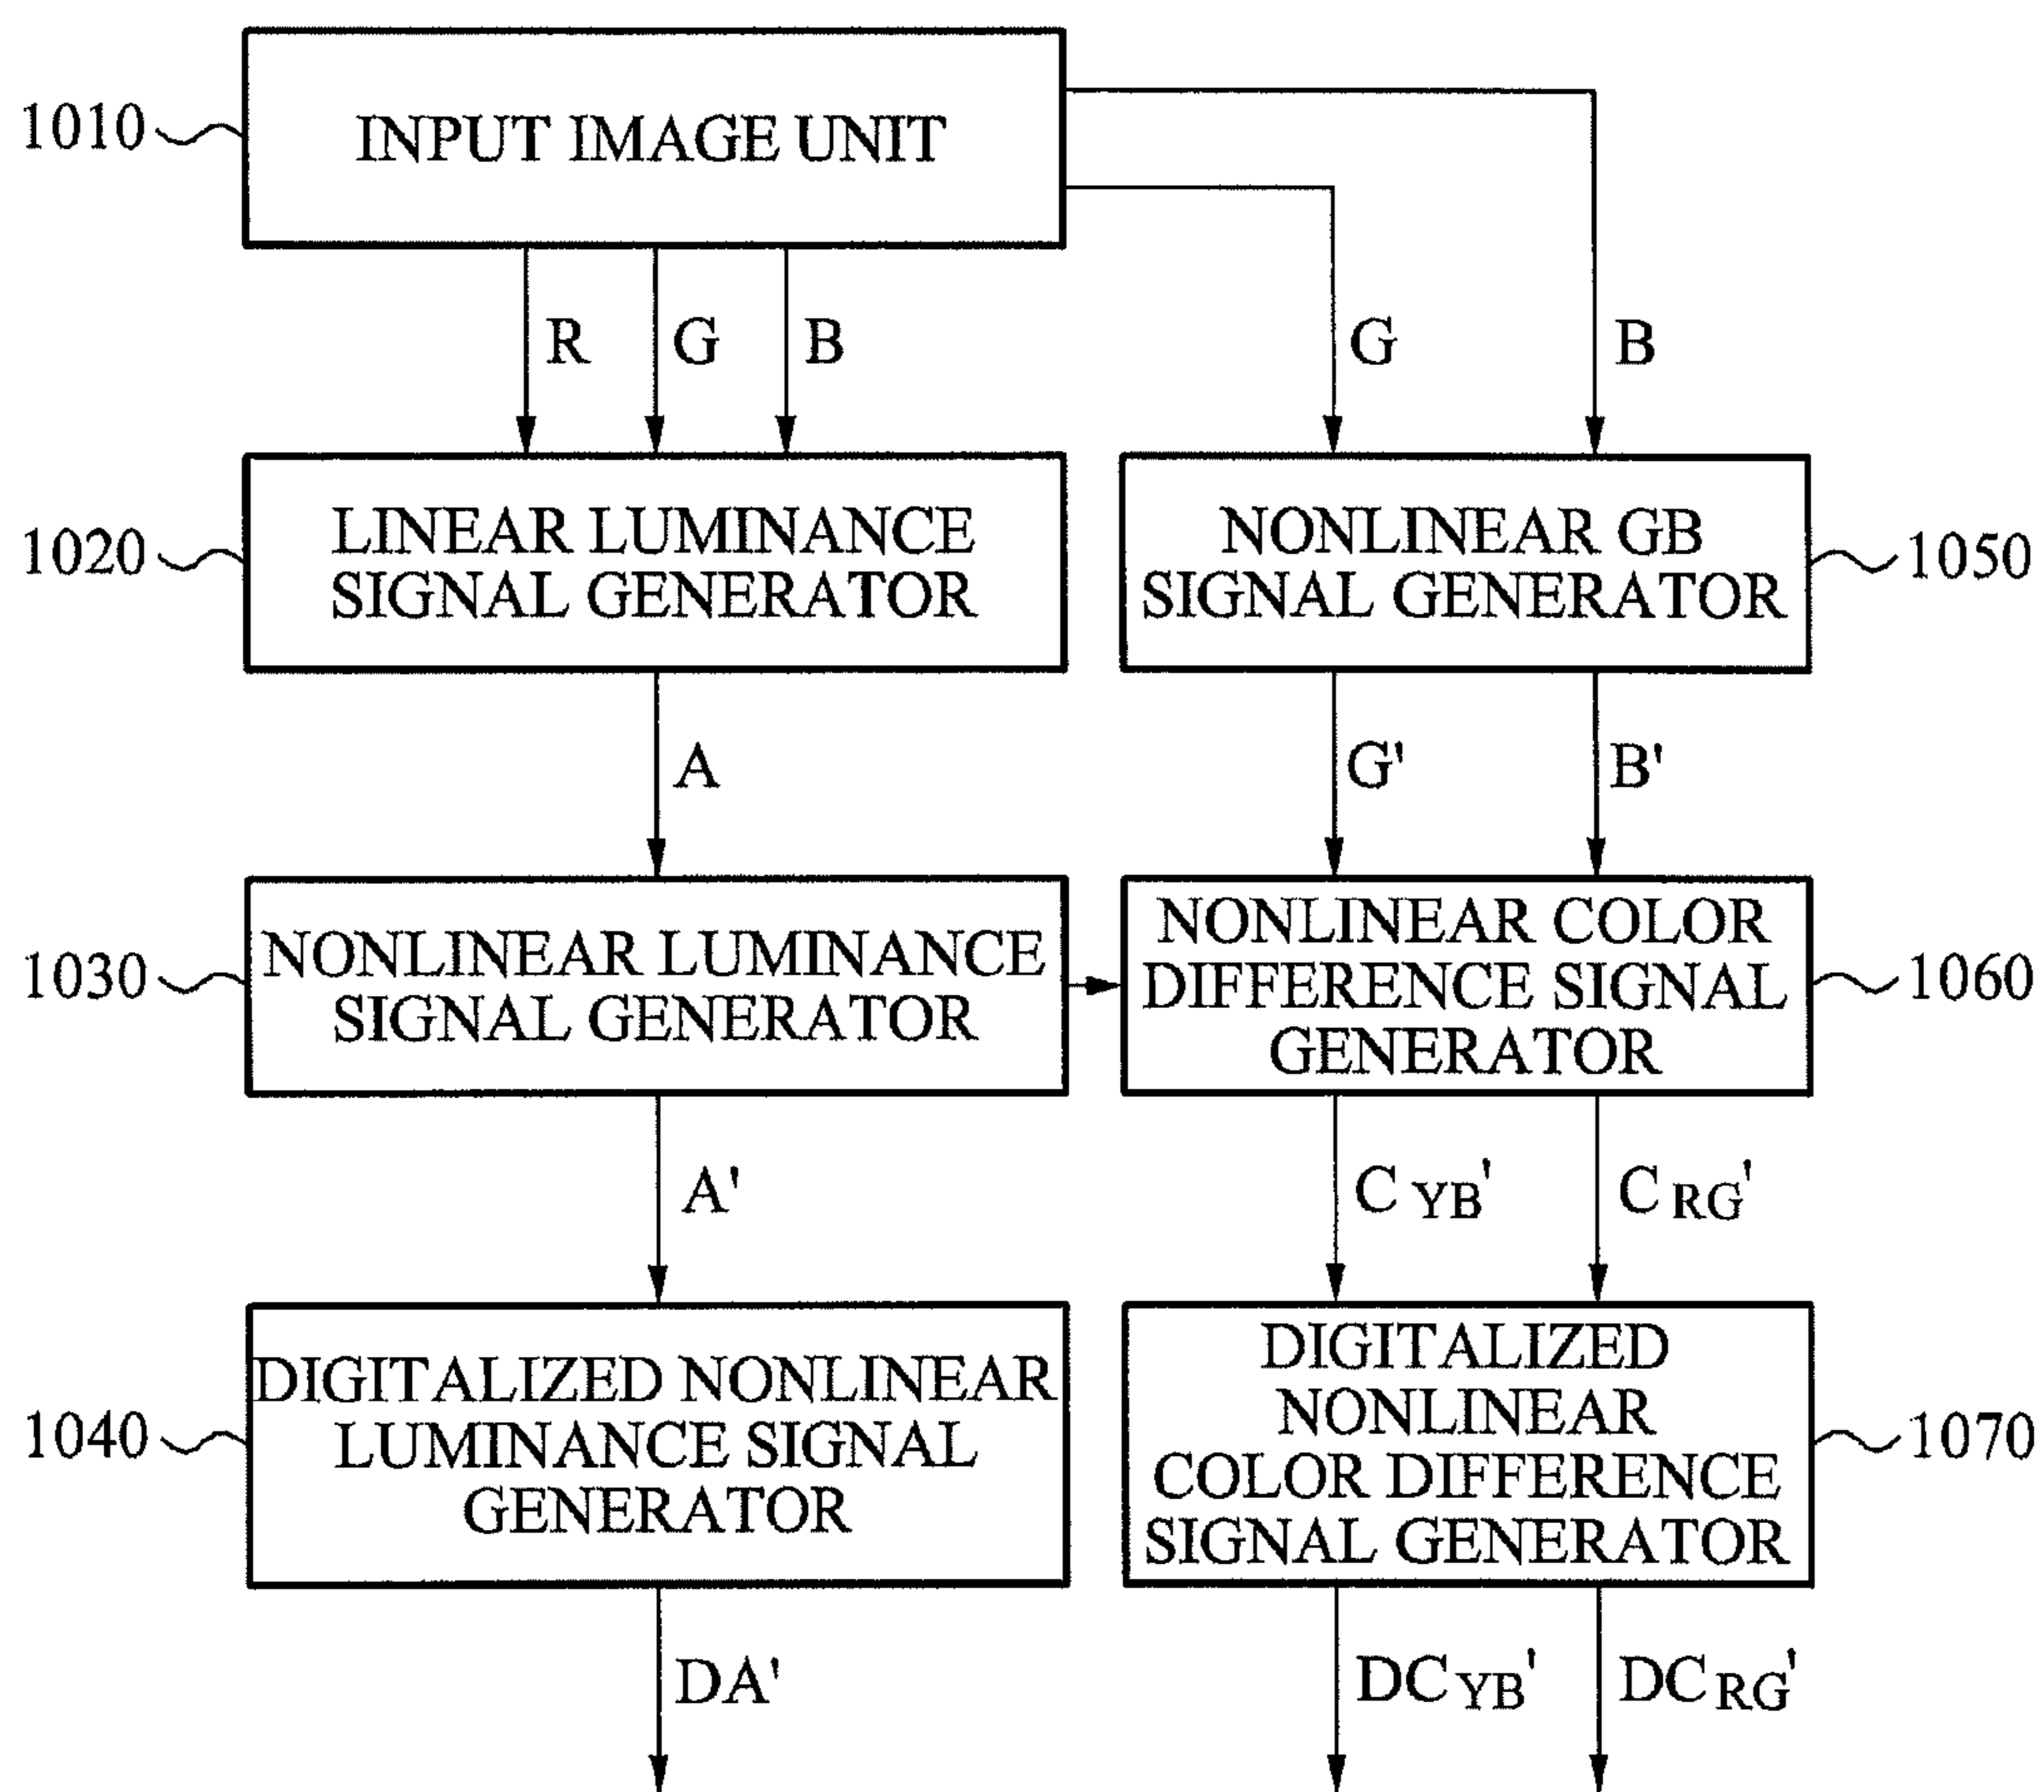 1010
INPUT IMAGE UNIT
R
G
B
G
B
1020
LINEAR LUMINANCE
SIGNAL GENERATOR
NONLINEAR GB
SIGNAL GENERATOR
1050
A
G'
B'
1030
NONLINEAR LUMINANCE
SIGNAL GENERATOR
NONLINEAR COLOR
DIFFERENCE SIGNAL
GENERATOR
1060
A'
C YB'
C RG'
1040
DIGITALIZED NONLINEAR
LUMINANCE SIGNAL
GENERATOR
DIGITALIZED
NONLINEAR
COLOR DIFFERENCE
SIGNAL GENERATOR
1070
DA'
DC YB'
DC RG'